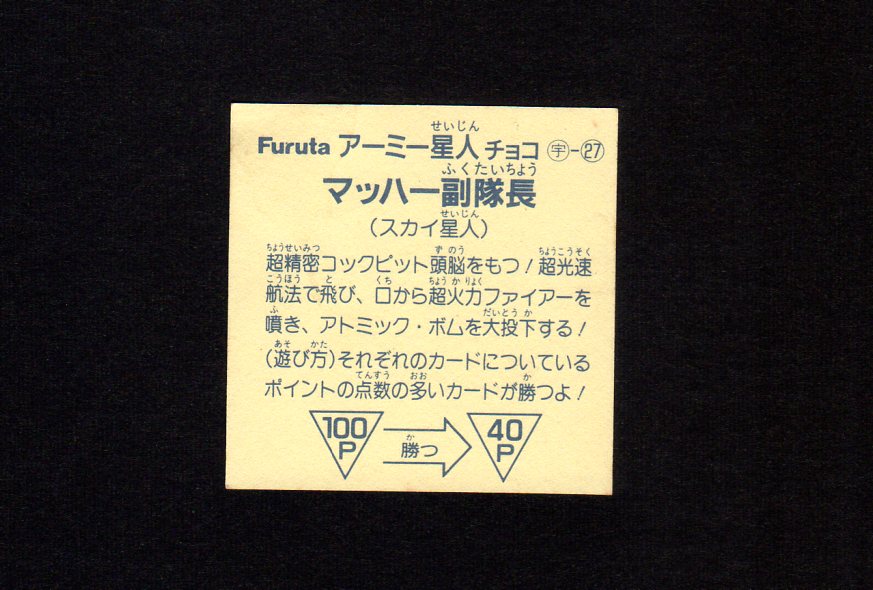 Furuta アーミー星人チョコ ㊫-㉗
マッハー副隊長
(スカイ星人)
超精密コックピット頭脳をもつ!超光速
航法で飛び、口から超火力ファイアーを
噴き、アトミック・ボムを大投下する!
(遊び方)それぞれのカードについている
ポイントの点数の多いカードが勝つよ!
100P 勝つ 40P